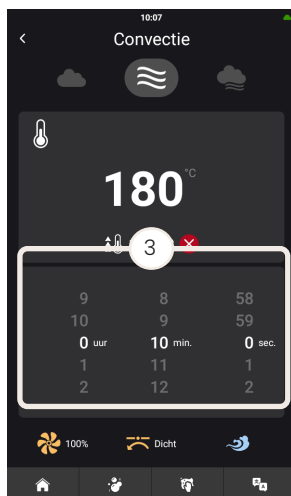 10:07
Convectie
180 °C
3
9 8 58
10 9 59
0 uur 10 min. 0 sec.
1 11 1
2 12 2
100% Dicht